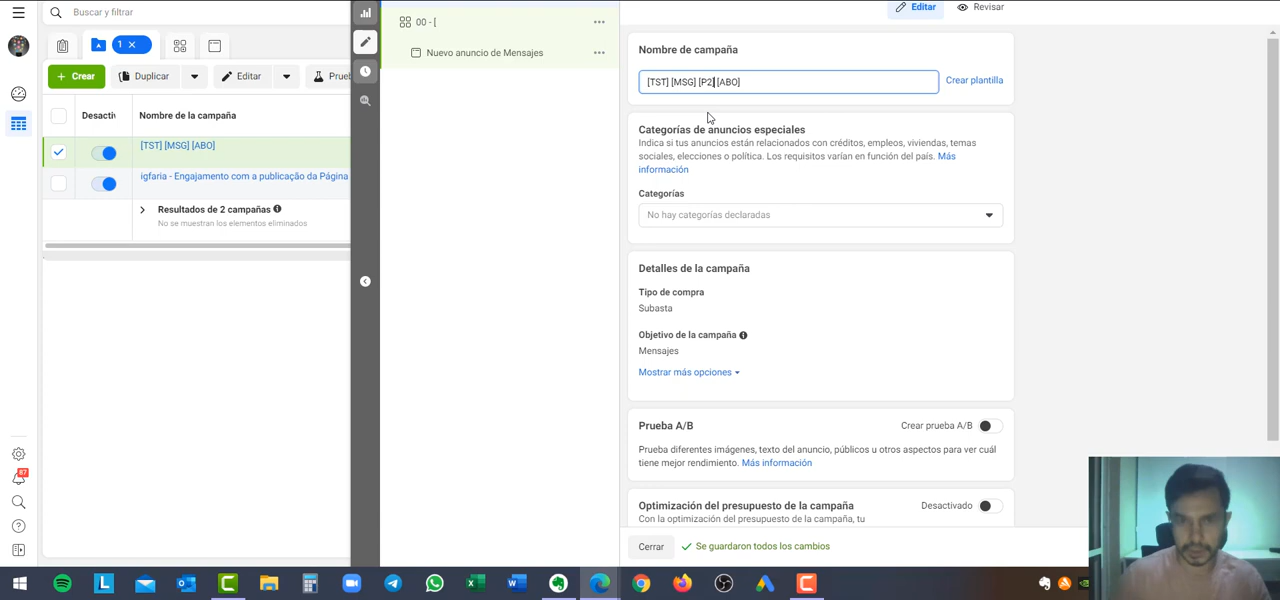 Buscar y filtrar
00 - [
Editar
Revisar
Nuevo anuncio de Mensajes
Nombre de campaña
1
Crear
Duplicar
Editar
Prueb
[TST] [MSG] [P2] [ABO]
Crear plantilla
Desactiv
Nombre de la campaña
[TST] [MSG] [ABO]
igfaria - Engajamento com a publicação da Página
Resultados de 2 campañas
No se muestran los elementos eliminados
Categorías de anuncios especiales
Indica si tus anuncios están relacionados con créditos, empleos, viviendas, temas
sociales, elecciones o política. Los requisitos varían en función del país. Más
información
Categorías
No hay categorías declaradas
Detalles de la campaña
Tipo de compra
Subasta
Objetivo de la campaña
Mensajes
Mostrar más opciones
Prueba A/B
Crear prueba A/B
Prueba diferentes imágenes, texto del anuncio, públicos u otros aspectos para ver cuál
tiene mejor rendimiento. Más información
Optimización del presupuesto de la campaña
Desactivado
Con la optimización del presupuesto de la campaña, tu
Cerrar
Se guardaron todos los cambios
87